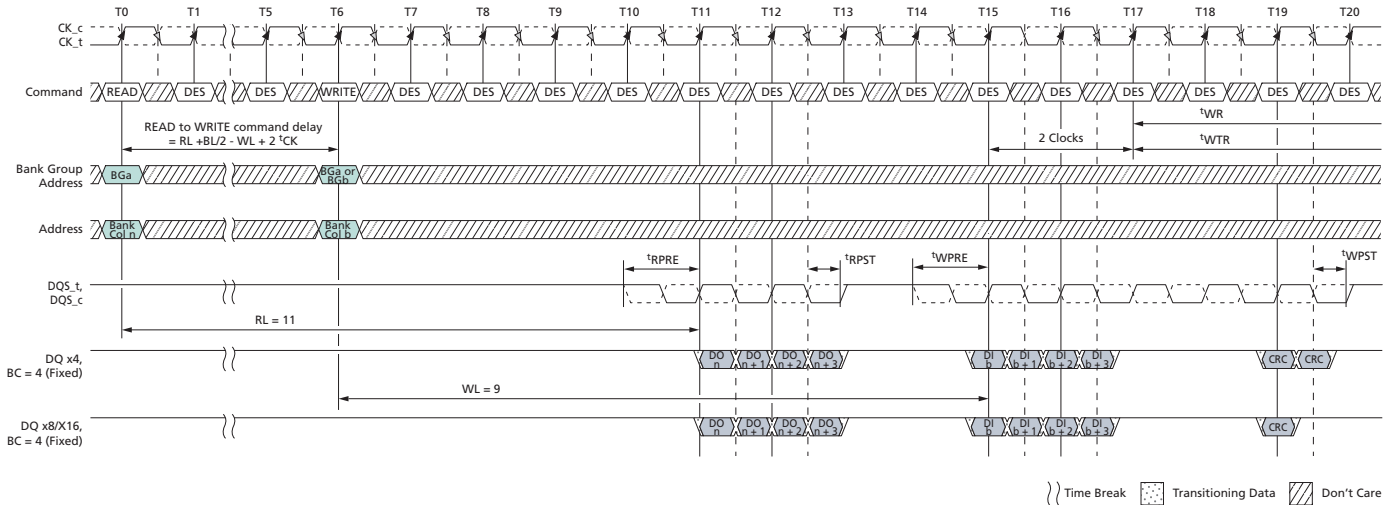 T0 T1 T5 T6 T7 T8 T9 T10 T11 T12 T13 T14 T15 T16 T17 T18 T19 T20
CK_c
CK_t
Command READ DES DES WRITE DES DES DES DES DES DES DES DES DES DES DES DES DES DES
READ to WRITE command delay
= RL +BL/2 - WL + 2 tCK
tWR
2 Clocks
tWTR
Bank Group
Address
BGa
BGa or
BGb
Address
Bank
Col n
Bank
Col b
tRPRE tRPST tWPRE tWPST
DQS_t,
DQS_c
RL = 11
DQ x4,
BC = 4 (Fixed)
DO
n
DO
n + 1
DO
n + 2
DO
n + 3
DI
b
DI
b + 1
DI
b + 2
DI
b + 3
CRC CRC
WL = 9
DQ x8/X16,
BC = 4 (Fixed)
DO
n
DO
n + 1
DO
n + 2
DO
n + 3
DI
b
DI
b + 1
DI
b + 2
DI
b + 3
CRC
Time Break Transitioning Data Don't Care